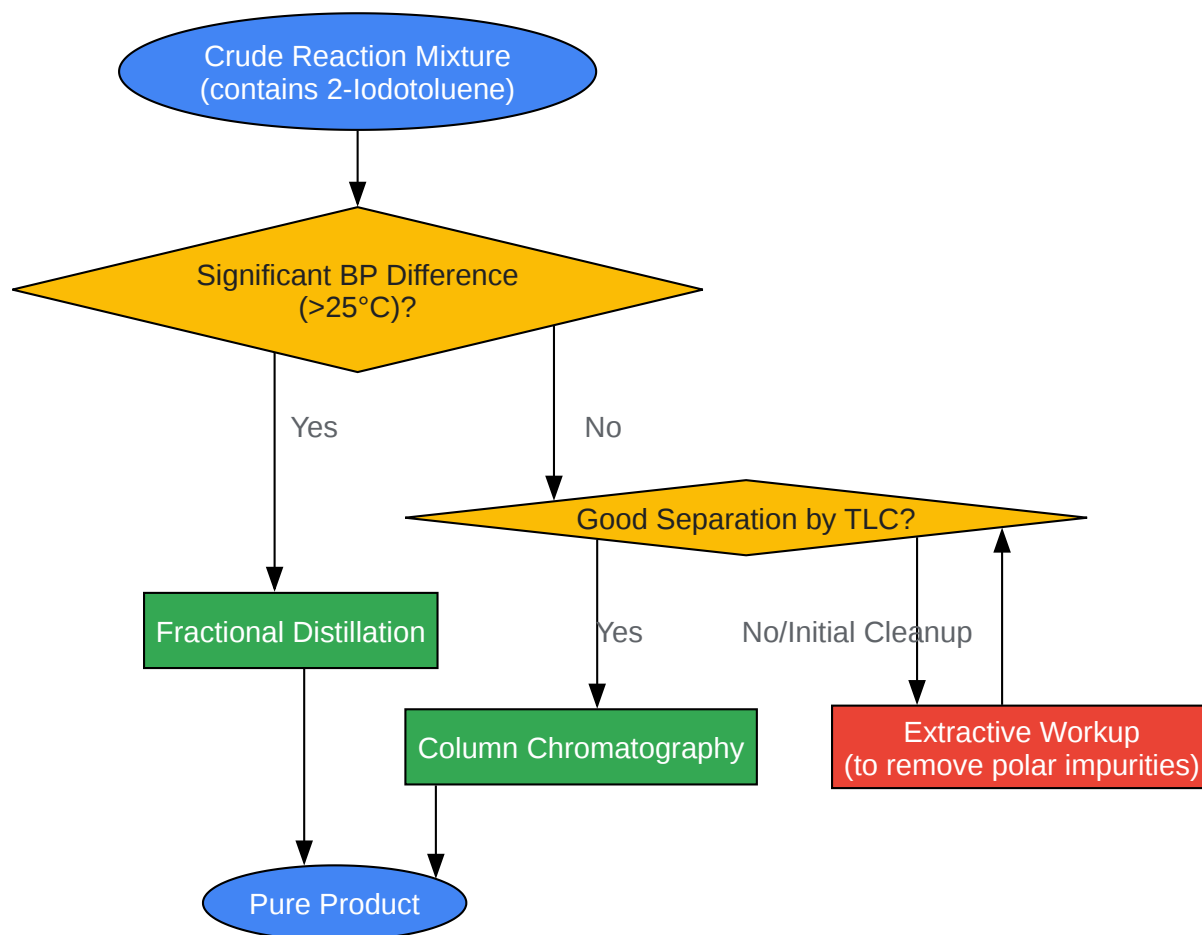 Crude Reaction Mixture
(contains 2-Iodotoluene)
Significant BP Difference
(>25°C)?
Yes
No
Good Separation by TLC?
Fractional Distillation
Yes
No/Initial Cleanup
Column Chromatography
Extractive Workup
(to remove polar impurities)
Pure Product